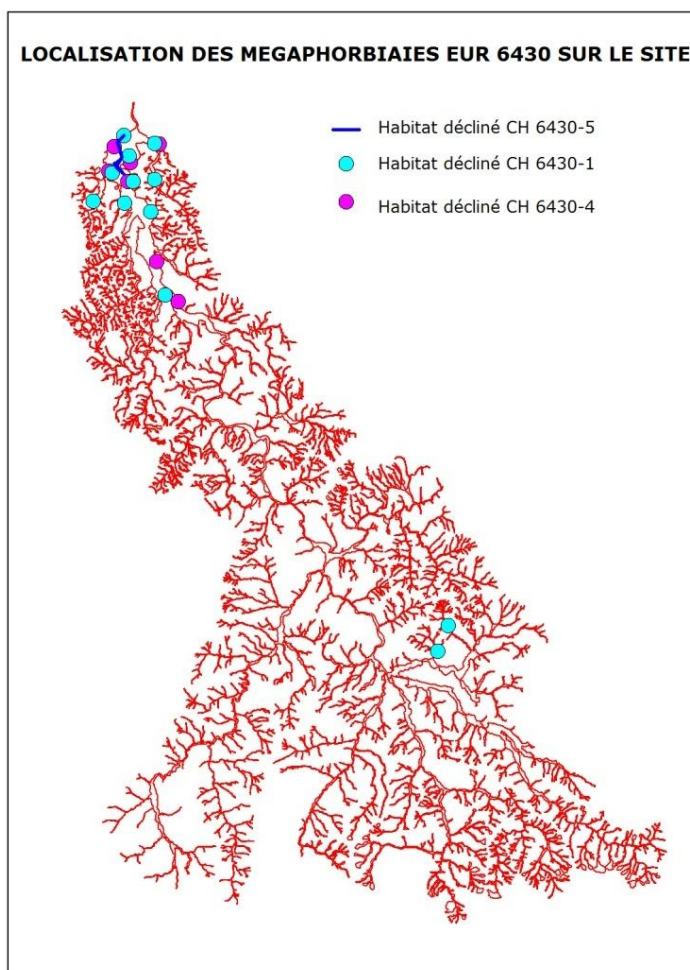 LOCALISATION DES MEGAPHORBIAIES EUR 6430 SUR LE SITE
Habitat décliné CH 6430-5
Habitat décliné CH 6430-1
Habitat décliné CH 6430-4